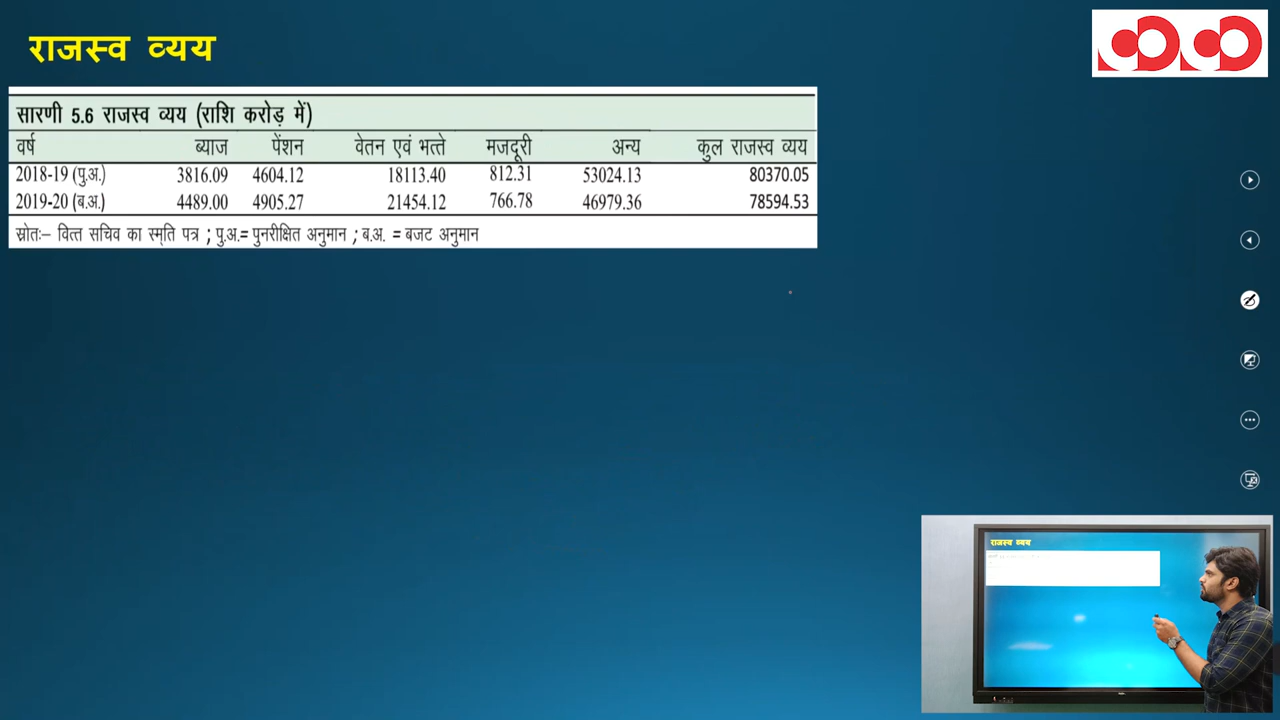 राजस्व व्यय
सारणी 5.6 राजस्व व्यय (राशि करोड़ में)
वर्ष ब्याज पेंशन वेतन एवं भत्ते मजदूरी अन्य कुल राजस्व व्यय
2018-19 (पु.अ.) 3816.09 4604.12 18113.40 812.31 53024.13 80370.05
2019-20 (ब.अ.) 4489.00 4905.27 21454.12 766.78 46979.36 78594.53
स्रोतः– वित्त सचिव का स्मृति पत्र ; पु.अ.= पुनरीक्षित अनुमान ; ब.अ. = बजट अनुमान
राजस्व व्यय